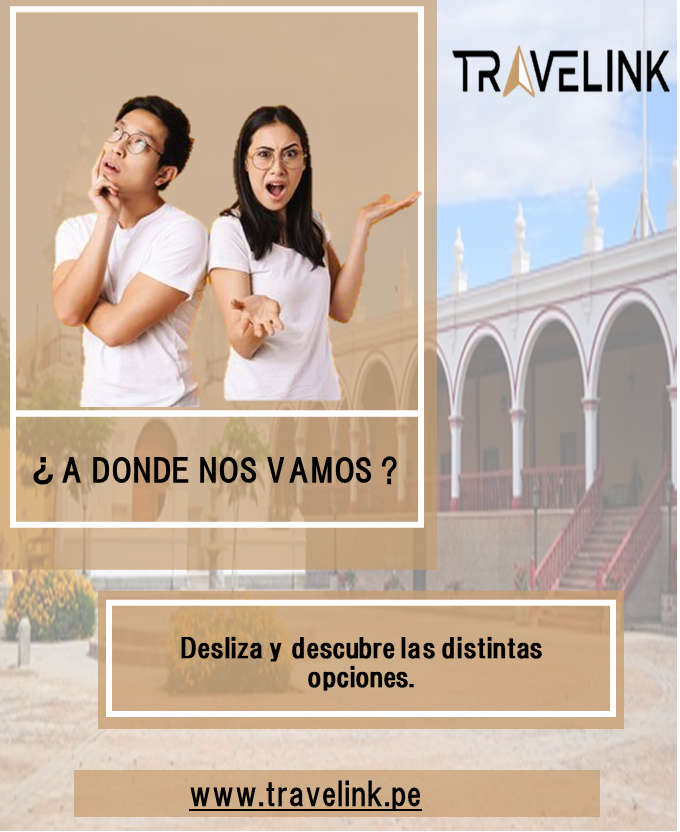 TRAVELINK
¿ A DONDE NOS VAMOS ?
Desliza y descubre las distintas
opciones.
www.travelink.pe